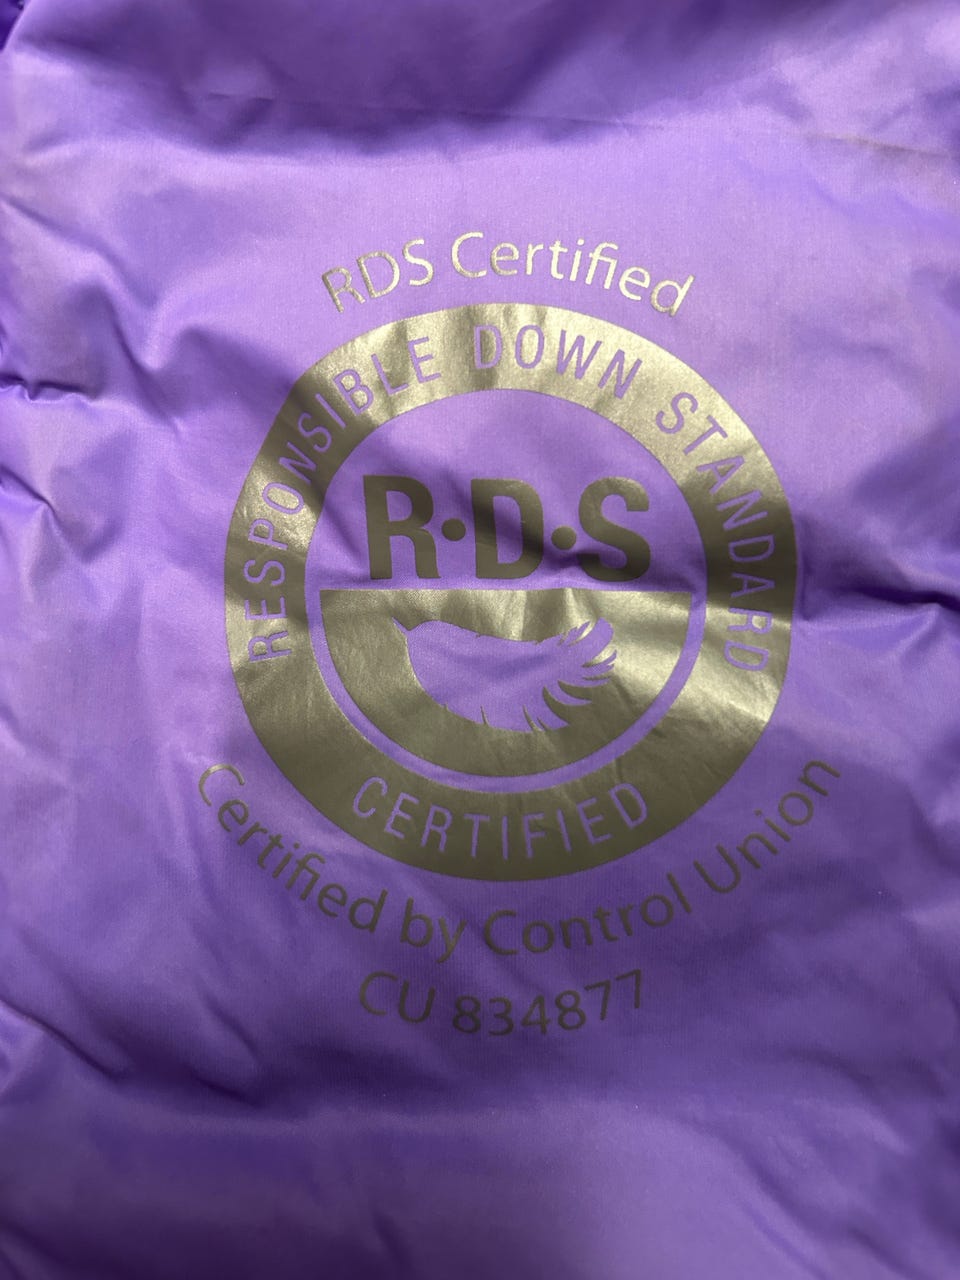 RDS Certified
RESPONSIBLE DOWN STANDARD
R·D·S
CERTIFIED
Certified by Control Union
CU 834877